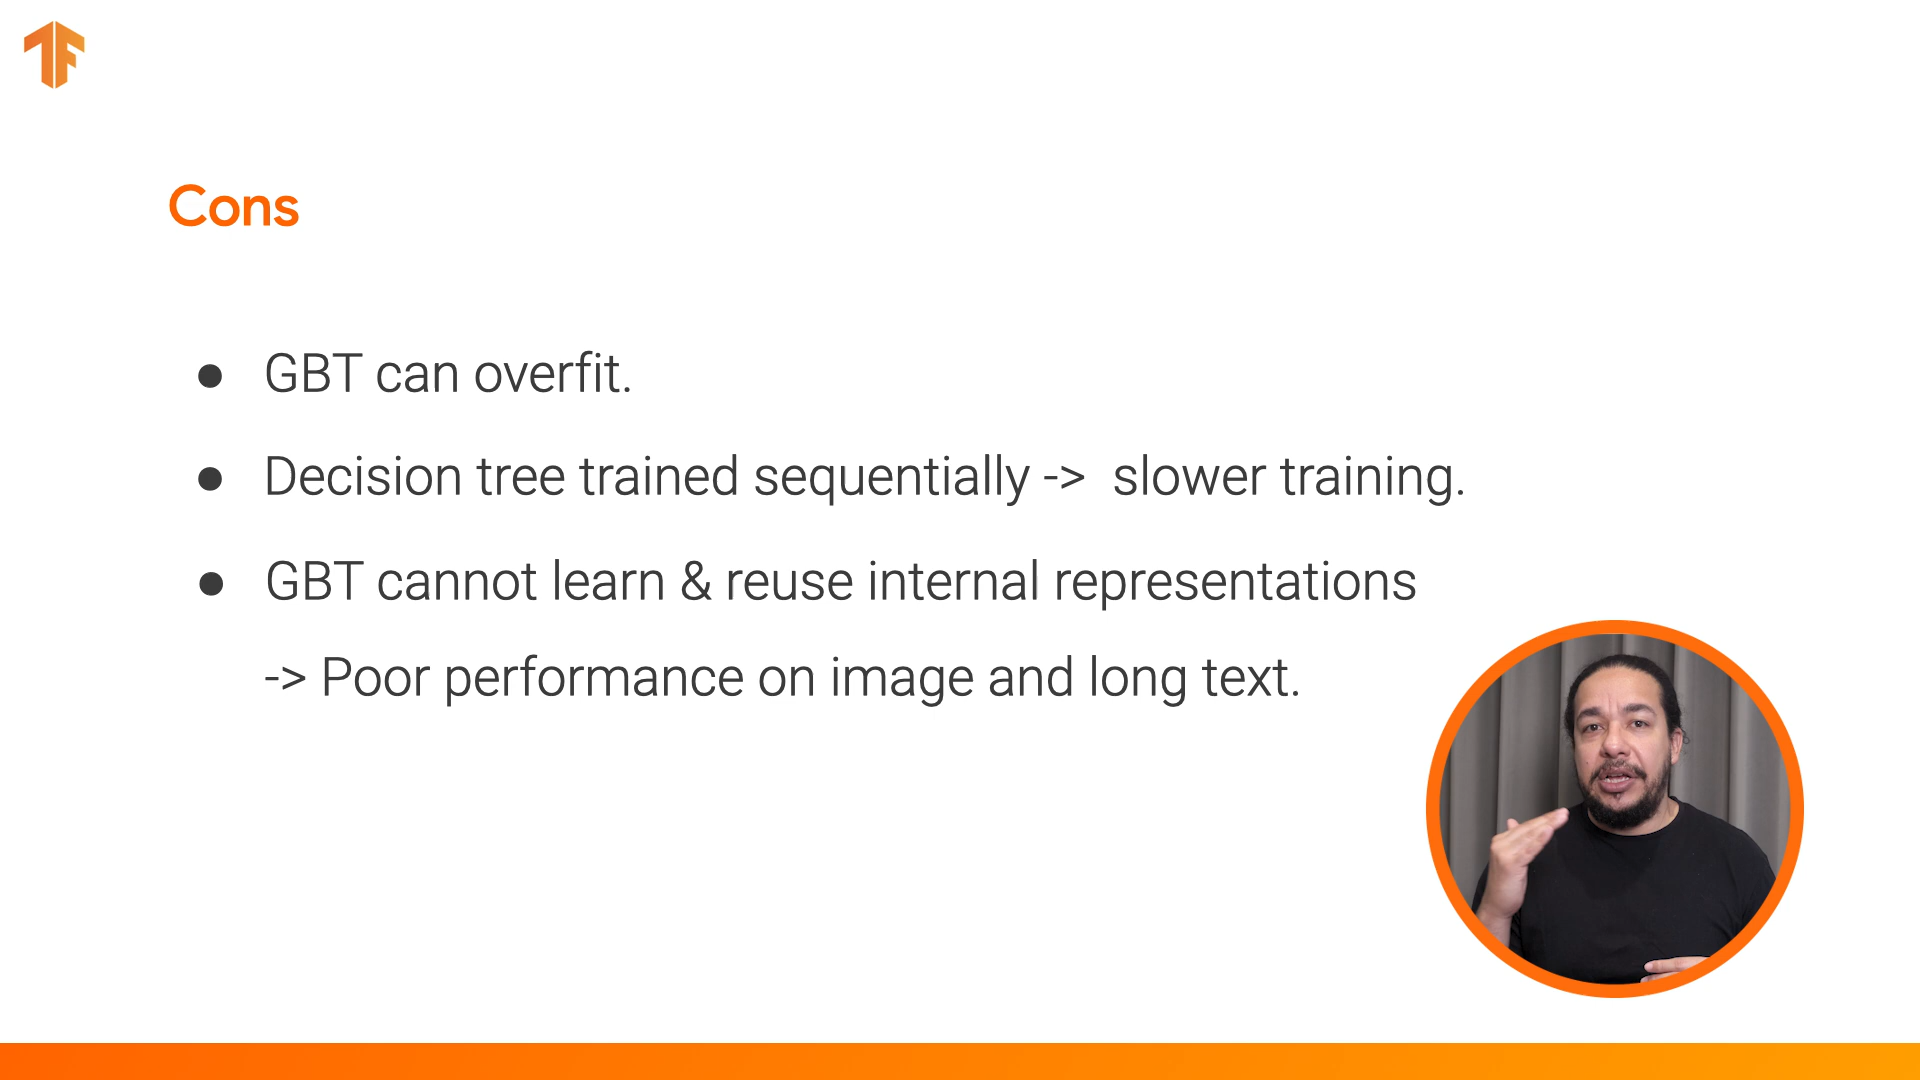 Cons
● GBT can overfit.
● Decision tree trained sequentially -> slower training.
● GBT cannot learn & reuse internal representations
-> Poor performance on image and long text.